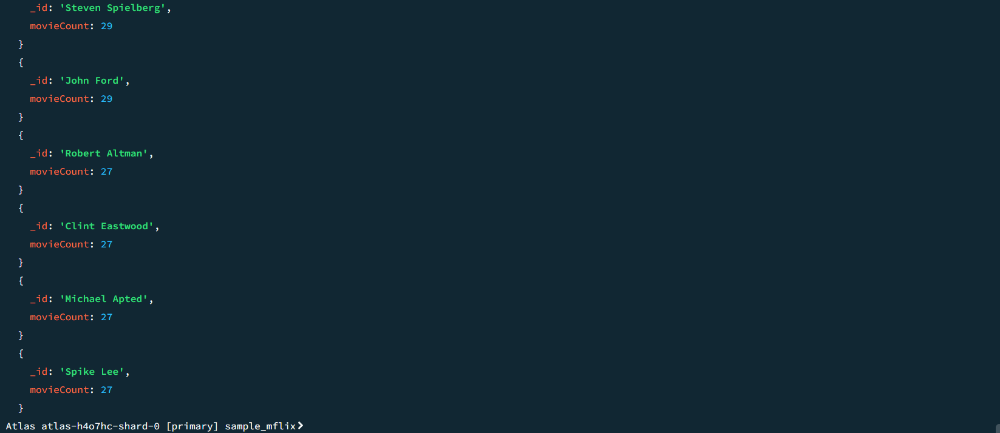 _id: 'Steven Spielberg',
movieCount: 29
}
{
_id: 'John Ford',
movieCount: 29
}
{
_id: 'Robert Altman',
movieCount: 27
}
{
_id: 'Clint Eastwood',
movieCount: 27
}
{
_id: 'Michael Apted',
movieCount: 27
}
{
_id: 'Spike Lee',
movieCount: 27
}
Atlas atlas-h4o7hc-shard-0 [primary] sample_mflix>